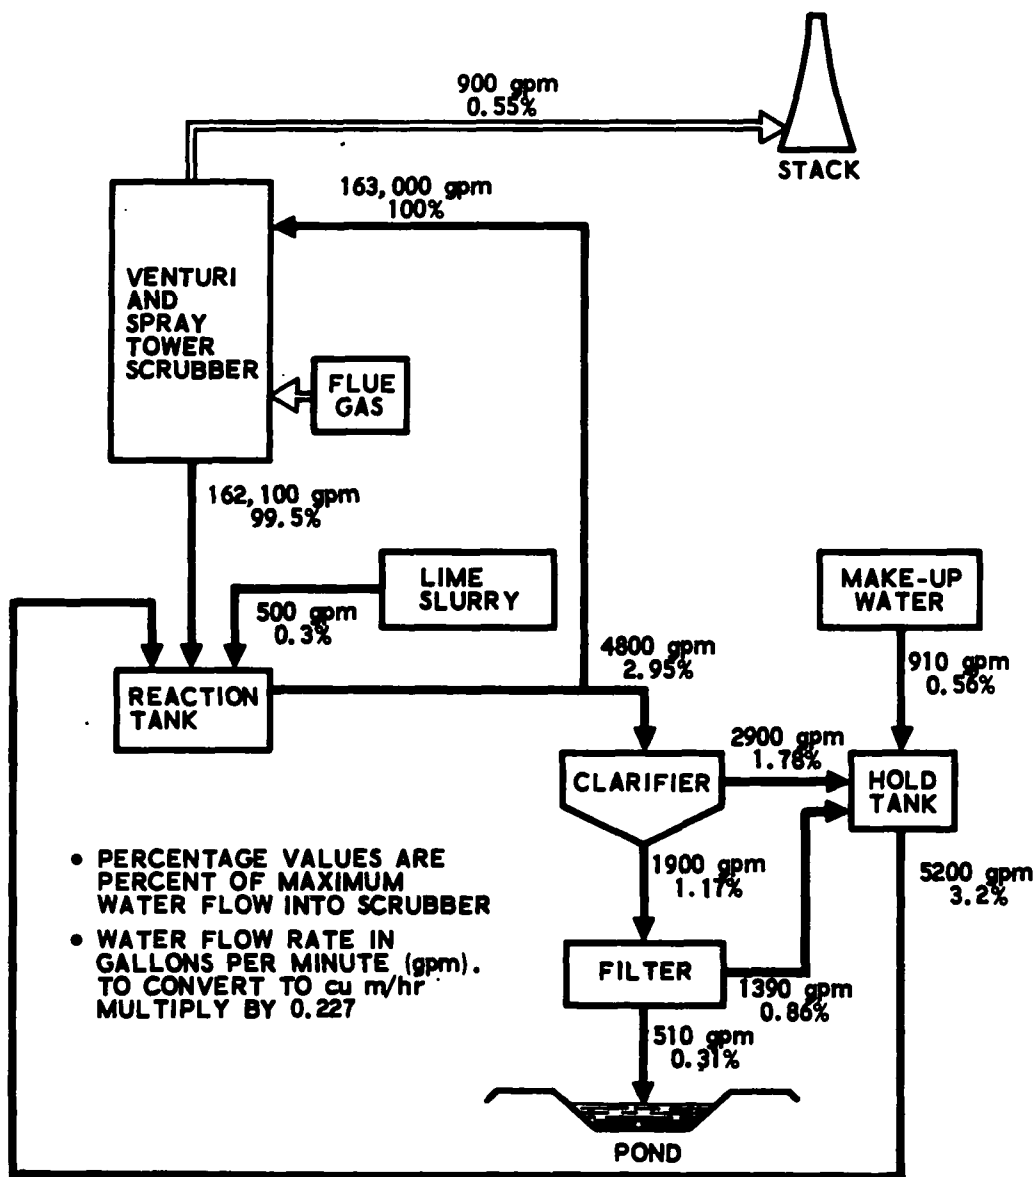 900 gpm
0.55%
STACK
163,000 gpm
100%
VENTURI
AND
SPRAY
TOWER
SCRUBBER
FLUE
GAS
162,100 gpm
99.5%
LIME
SLURRY
MAKE-UP
WATER
500 gpm
0.3%
4800 gpm
2.95%
910 gpm
0.56%
REACTION
TANK
2900 gpm
1.78%
CLARIFIER
HOLD
TANK
• PERCENTAGE VALUES ARE
PERCENT OF MAXIMUM
WATER FLOW INTO SCRUBBER
• WATER FLOW RATE IN
GALLONS PER MINUTE (gpm).
TO CONVERT TO cu m/hr
MULTIPLY BY 0.227
1900 gpm
1.17%
5200 gpm
3.2%
FILTER
1390 gpm
0.86%
510 gpm
0.31%
POND